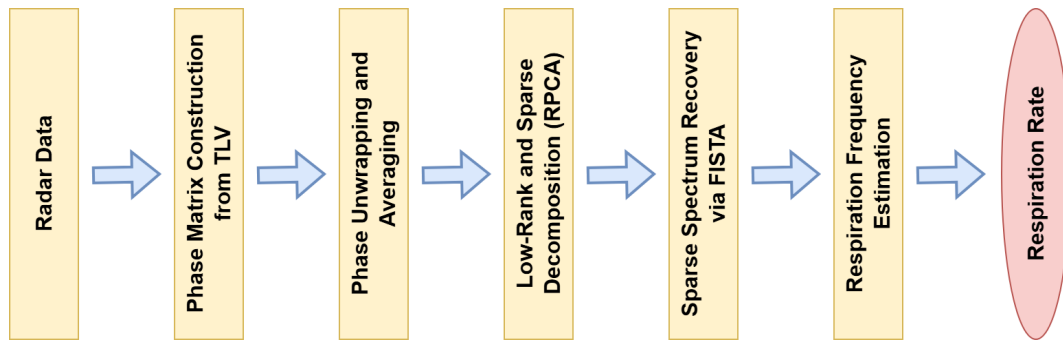 Radar Data
Phase Matrix Construction
from TLV
Phase Unwrapping and
Averaging
Low-Rank and Sparse
Decomposition (RPCA)
Sparse Spectrum Recovery
via FISTA
Respiration Frequency
Estimation
Respiration Rate